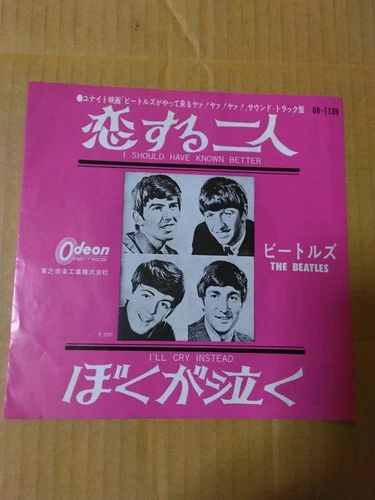 ●ユナイト映画「ビートルズがやって来るヤァ!ヤァ!ヤァ!」サウンド・トラック盤
OR-1139
恋する二人
I SHOULD HAVE KNOWN BETTER
Odeon
RECORDS
東芝音楽工業株式会社
ビートルズ
THE BEATLES
I'LL CRY INSTEAD
ぼくが泣く